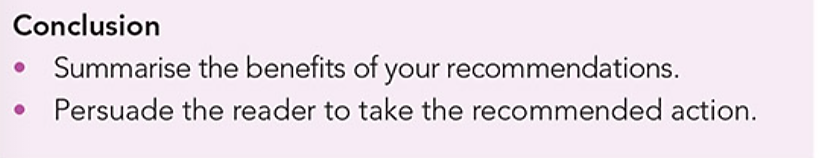 Conclusion
• Summarise the benefits of your recommendations.
• Persuade the reader to take the recommended action.